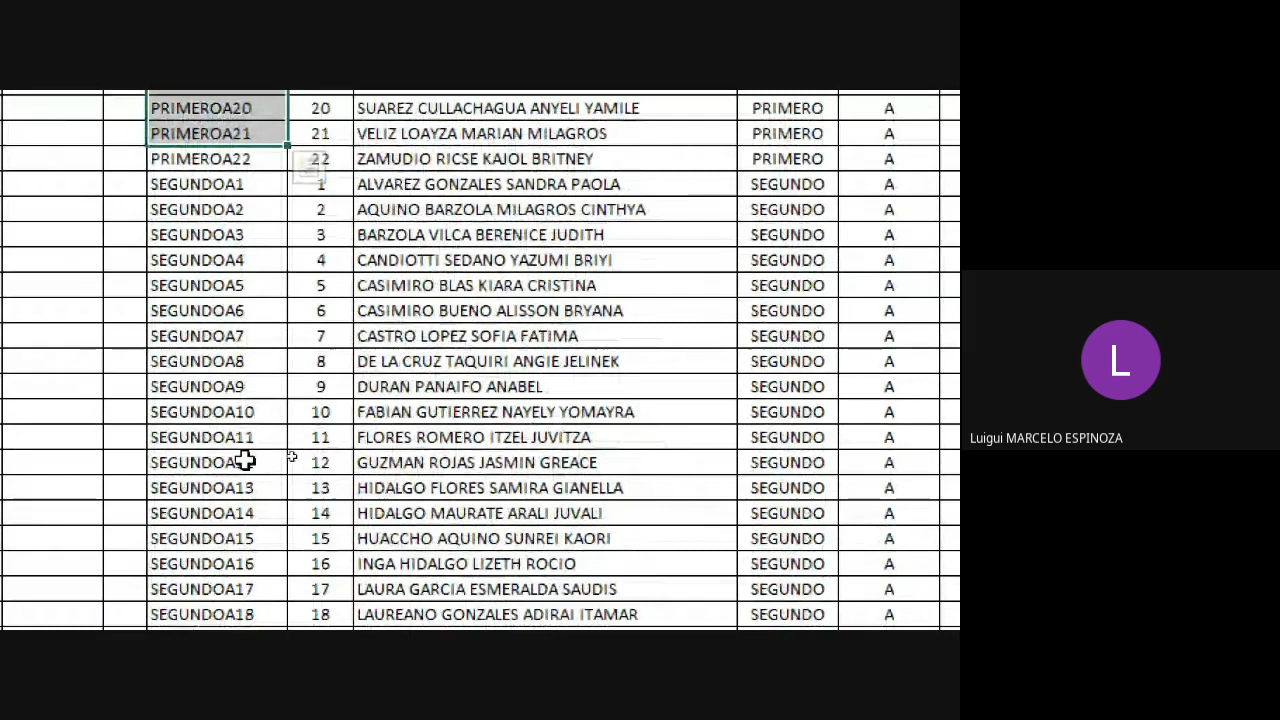 PRIMEROA20 20 SUAREZ CULLACHAGUA ANYELI YAMILE PRIMERO A
PRIMEROA21 21 VELIZ LOAYZA MARIAN MILAGROS PRIMERO A
PRIMEROA22 22 ZAMUDIO RICSE KAJOL BRITNEY PRIMERO A
SEGUNDOA1 1 ALVAREZ GONZALES SANDRA PAOLA SEGUNDO A
SEGUNDOA2 2 AQUINO BARZOLA MILAGROS CINTHYA SEGUNDO A
SEGUNDOA3 3 BARZOLA VILCA BERENICE JUDITH SEGUNDO A
SEGUNDOA4 4 CANDIOTTI SEDANO YAZUMI BRIYI SEGUNDO A
SEGUNDOA5 5 CASIMIRO BLAS KIARA CRISTINA SEGUNDO A
SEGUNDOA6 6 CASIMIRO BUENO ALISSON BRYANA SEGUNDO A
SEGUNDOA7 7 CASTRO LOPEZ SOFIA FATIMA SEGUNDO A
SEGUNDOA8 8 DE LA CRUZ TAQUIRI ANGIE JELINEK SEGUNDO A
SEGUNDOA9 9 DURAN PANAIFO ANABEL SEGUNDO A
SEGUNDOA10 10 FABIAN GUTIERREZ NAYELY YOMAYRA SEGUNDO A
SEGUNDOA11 11 FLORES ROMERO ITZEL JUVITZA SEGUNDO A
12 GUZMAN ROJAS JASMIN GREACE SEGUNDO A
SEGUNDOA13 13 HIDALGO FLORES SAMIRA GIANELLA SEGUNDO A
SEGUNDOA14 14 HIDALGO MAURATE ARALI JUVALI SEGUNDO A
SEGUNDOA15 15 HUACCHO AQUINO SUNREI KAORI SEGUNDO A
SEGUNDOA16 16 INGA HIDALGO LIZETH ROCIO SEGUNDO A
SEGUNDOA17 17 LAURA GARCIA ESMERALDA SAUDIS SEGUNDO A
SEGUNDOA18 18 LAUREANO GONZALES ADIRAI ITAMAR SEGUNDO A
L
Luigui MARCELO ESPINOZA